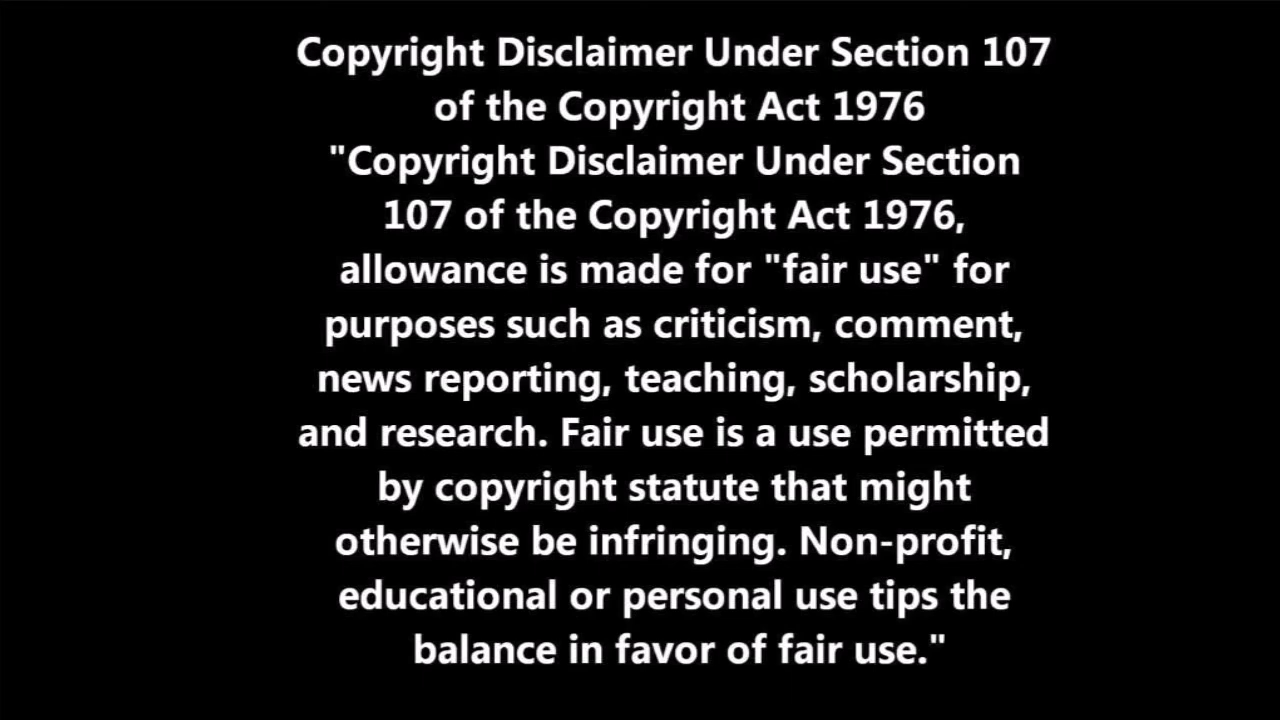 Copyright Disclaimer Under Section 107
of the Copyright Act 1976
"Copyright Disclaimer Under Section
107 of the Copyright Act 1976,
allowance is made for "fair use" for
purposes such as criticism, comment,
news reporting, teaching, scholarship,
and research. Fair use is a use permitted
by copyright statute that might
otherwise be infringing. Non-profit,
educational or personal use tips the
balance in favor of fair use."